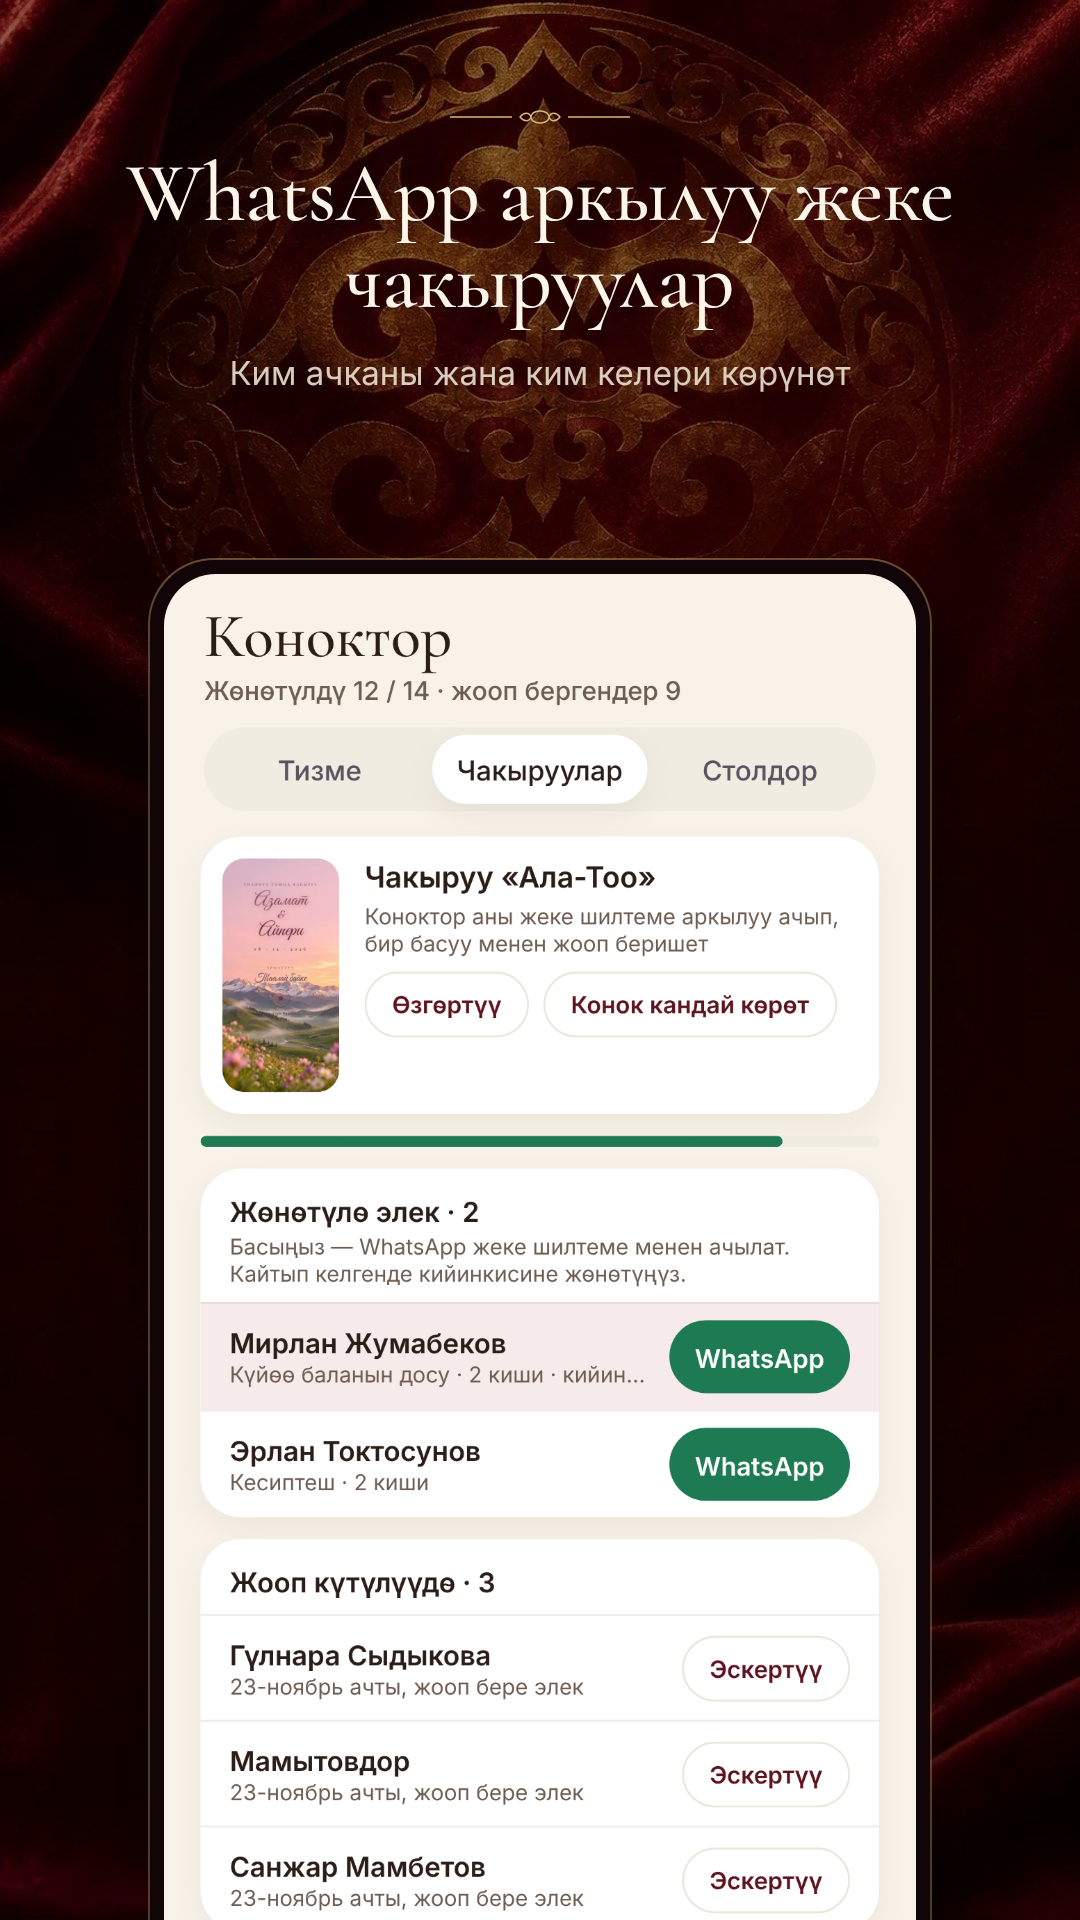 WhatsApp аркылуу жеке
чакыруулар
Ким ачканы жана ким келери көрүнөт
Коноктор
Жөнөтүлдү 12 / 14 · жооп бергендер 9
Тизме
Чакыруулар
Столдор
Азамат
&
Айпери
Чакыруу «Ала-Тоо»
Коноктор аны жеке шилтеме аркылуу ачып,
бир басуу менен жооп беришет
Өзгөртүү
Конок кандай көрөт
Жөнөтүлө элек · 2
Басыңыз — WhatsApp жеке шилтеме менен ачылат.
Кайтып келгенде кийинкисине жөнөтүңүз.
Мирлан Жумабеков
Күйөө баланын досу · 2 киши · кийин...
WhatsApp
Эрлан Токтосунов
Кесиптеш · 2 киши
WhatsApp
Жооп күтүлүүдө · 3
Гүлнара Сыдыкова
23-ноябрь ачты, жооп бере элек
Эскертүү
Мамытовдор
23-ноябрь ачты, жооп бере элек
Эскертүү
Санжар Мамбетов
23-ноябрь ачты, жооп бере элек
Эскертүү